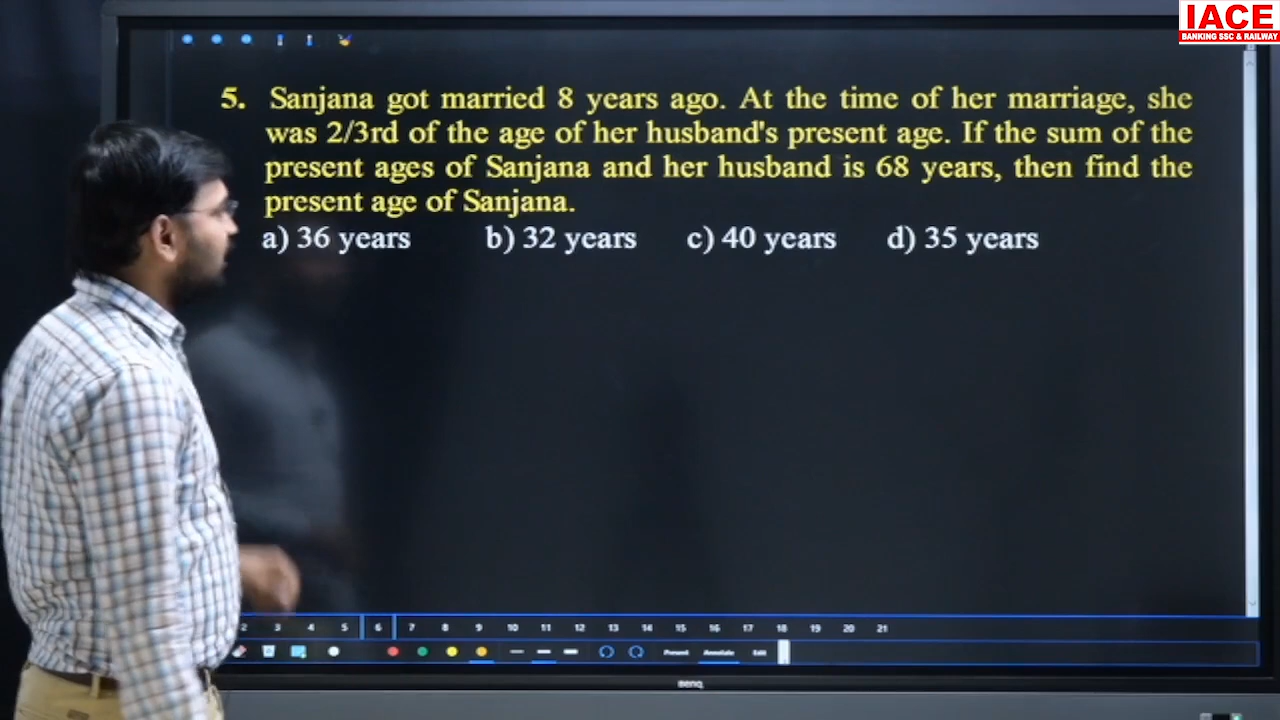 IACE
BANKING SSC & RAILWAY
5. Sanjana got married 8 years ago. At the time of her marriage, she
was 2/3rd of the age of her husband's present age. If the sum of the
present ages of Sanjana and her husband is 68 years, then find the
present age of Sanjana.
a) 36 years b) 32 years c) 40 years d) 35 years
2 3 4 5 6 7 8 9 10 11 12 13 14 15 16 17 18 19 20 21
Present Annotate Edit
BenQ